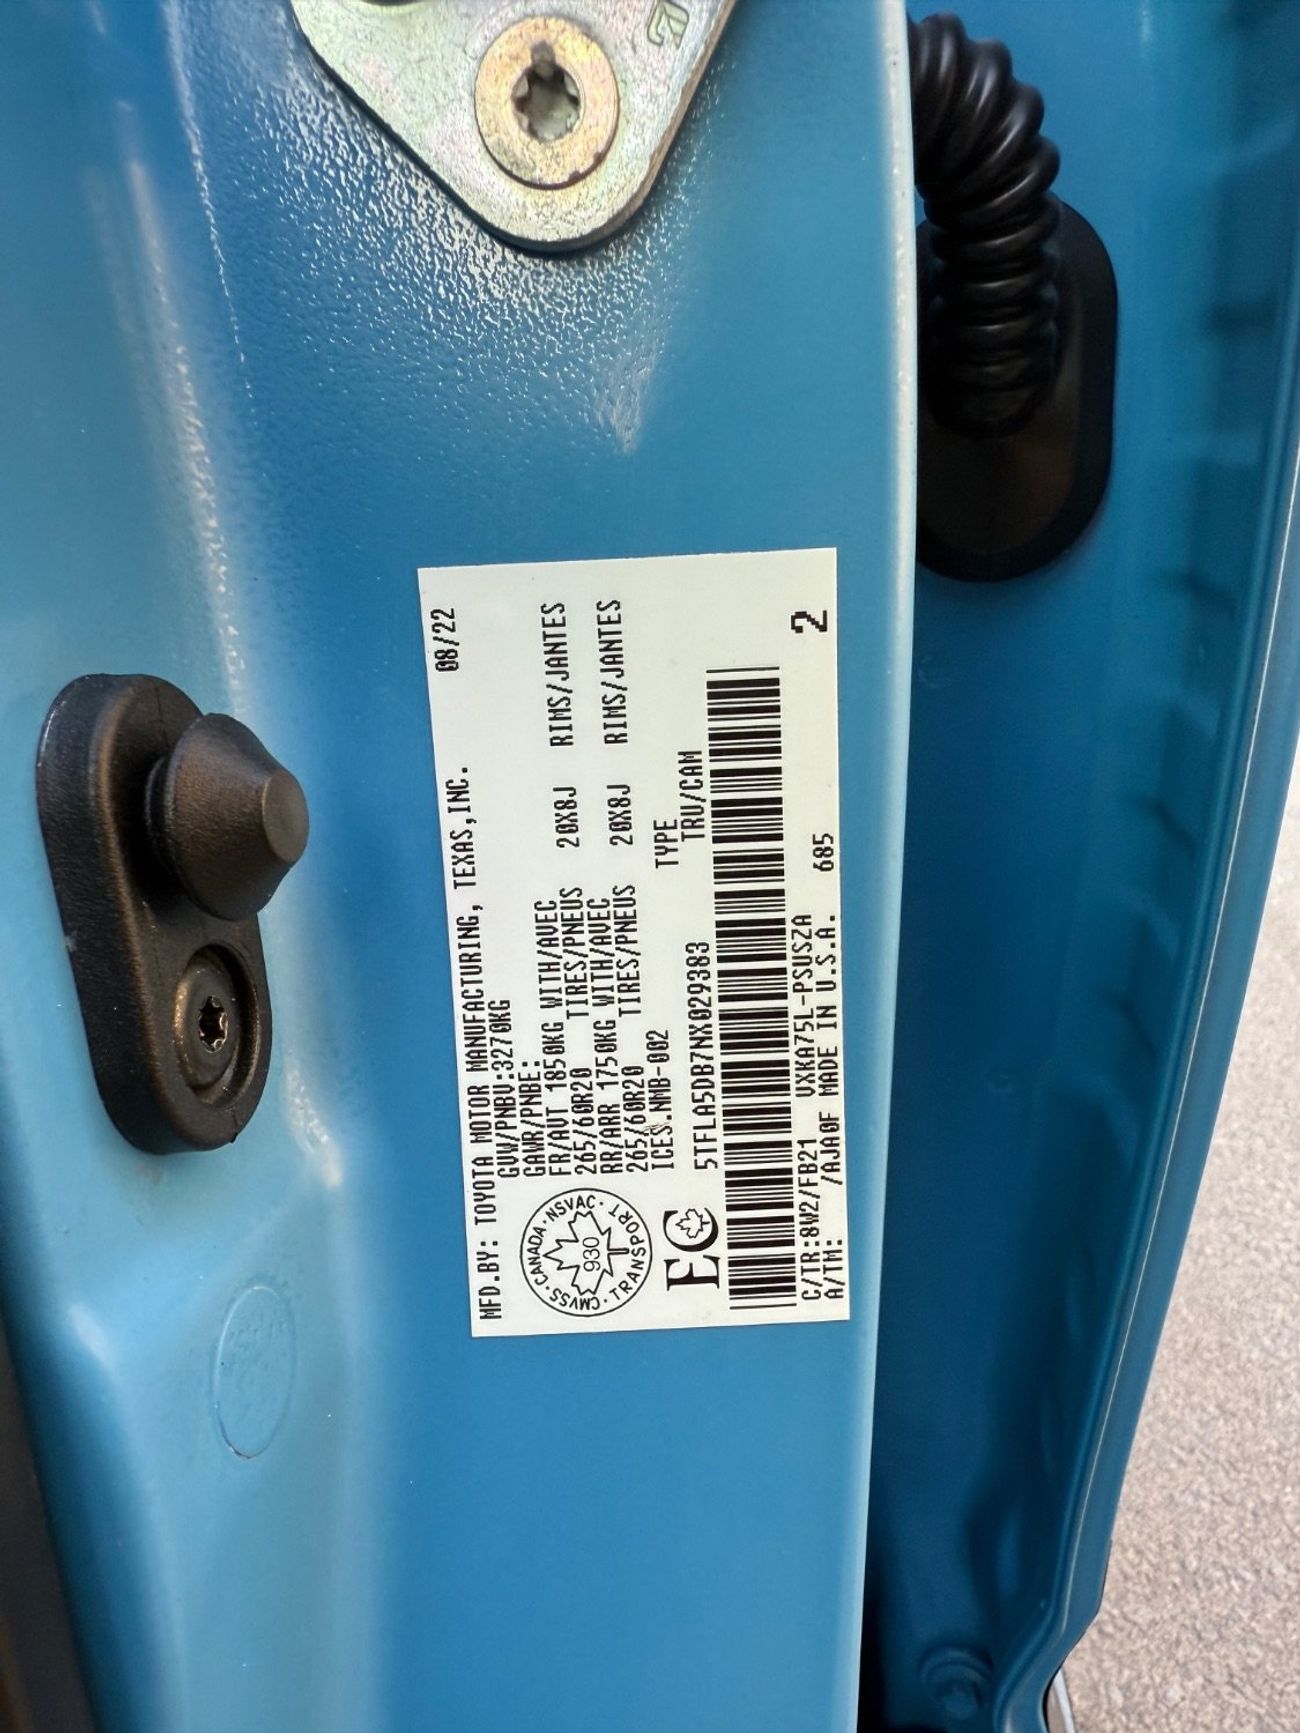 MFD.BY: TOYOTA MOTOR MANUFACTURING, TEXAS,INC. 08/22
GVW/PNBV:3270KG
GAWR/PNBE:
FR/AVT 1850KG WITH/AVEC
265/60R20 TIRES/PNEUS 20X8J RIMS/JANTES
RR/ARR 1750KG WITH/AVEC
265/60R20 TIRES/PNEUS 20X8J RIMS/JANTES
ICES.NMB-002 TYPE
TRU/CAM
CANADA · NSVAC · TRANSPORT · CMVSS ·
930
EC
5TFLA5DB7NX029383
C/TR:8W2/FB21 VXKA75L-PSUSZA 2
A/TM: /AJA0F MADE IN U.S.A. 685